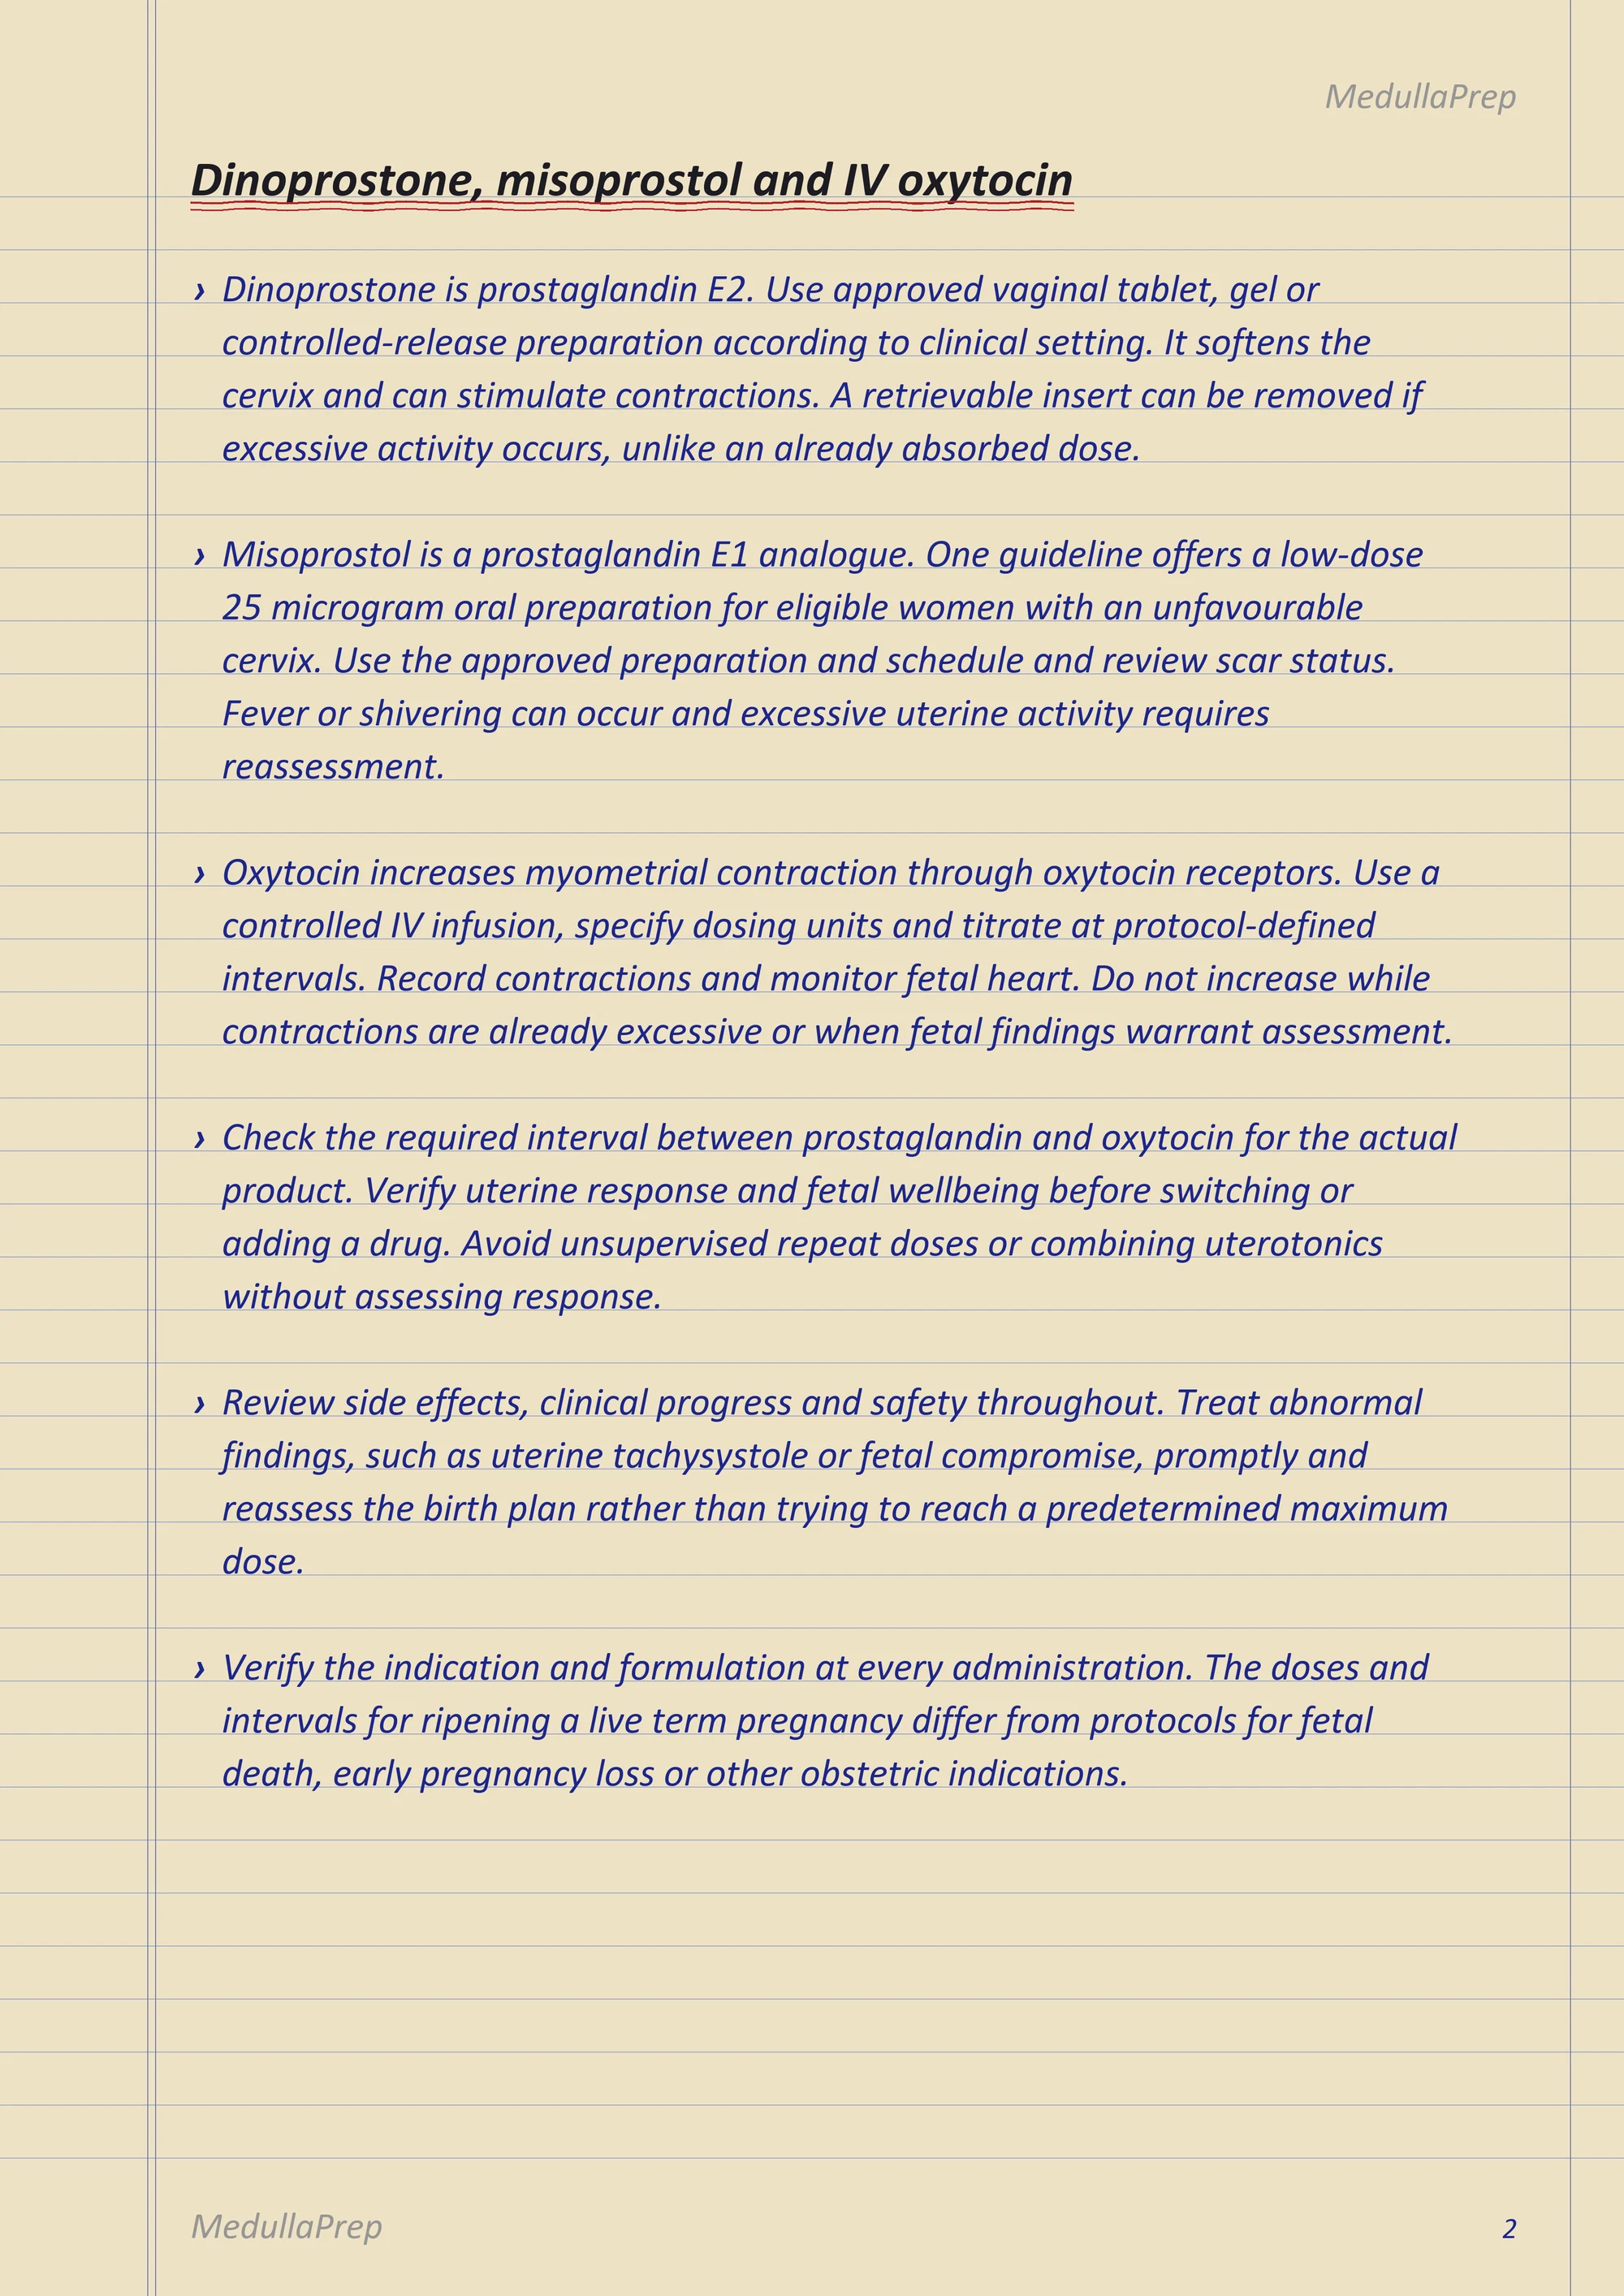 MedullaPrep
Dinoprostone, misoprostol and IV oxytocin
› Dinoprostone is prostaglandin E2. Use approved vaginal tablet, gel or
controlled-release preparation according to clinical setting. It softens the
cervix and can stimulate contractions. A retrievable insert can be removed if
excessive activity occurs, unlike an already absorbed dose.
› Misoprostol is a prostaglandin E1 analogue. One guideline offers a low-dose
25 microgram oral preparation for eligible women with an unfavourable
cervix. Use the approved preparation and schedule and review scar status.
Fever or shivering can occur and excessive uterine activity requires
reassessment.
› Oxytocin increases myometrial contraction through oxytocin receptors. Use a
controlled IV infusion, specify dosing units and titrate at protocol-defined
intervals. Record contractions and monitor fetal heart. Do not increase while
contractions are already excessive or when fetal findings warrant assessment.
› Check the required interval between prostaglandin and oxytocin for the actual
product. Verify uterine response and fetal wellbeing before switching or
adding a drug. Avoid unsupervised repeat doses or combining uterotonics
without assessing response.
› Review side effects, clinical progress and safety throughout. Treat abnormal
findings, such as uterine tachysystole or fetal compromise, promptly and
reassess the birth plan rather than trying to reach a predetermined maximum
dose.
› Verify the indication and formulation at every administration. The doses and
intervals for ripening a live term pregnancy differ from protocols for fetal
death, early pregnancy loss or other obstetric indications.
MedullaPrep
2